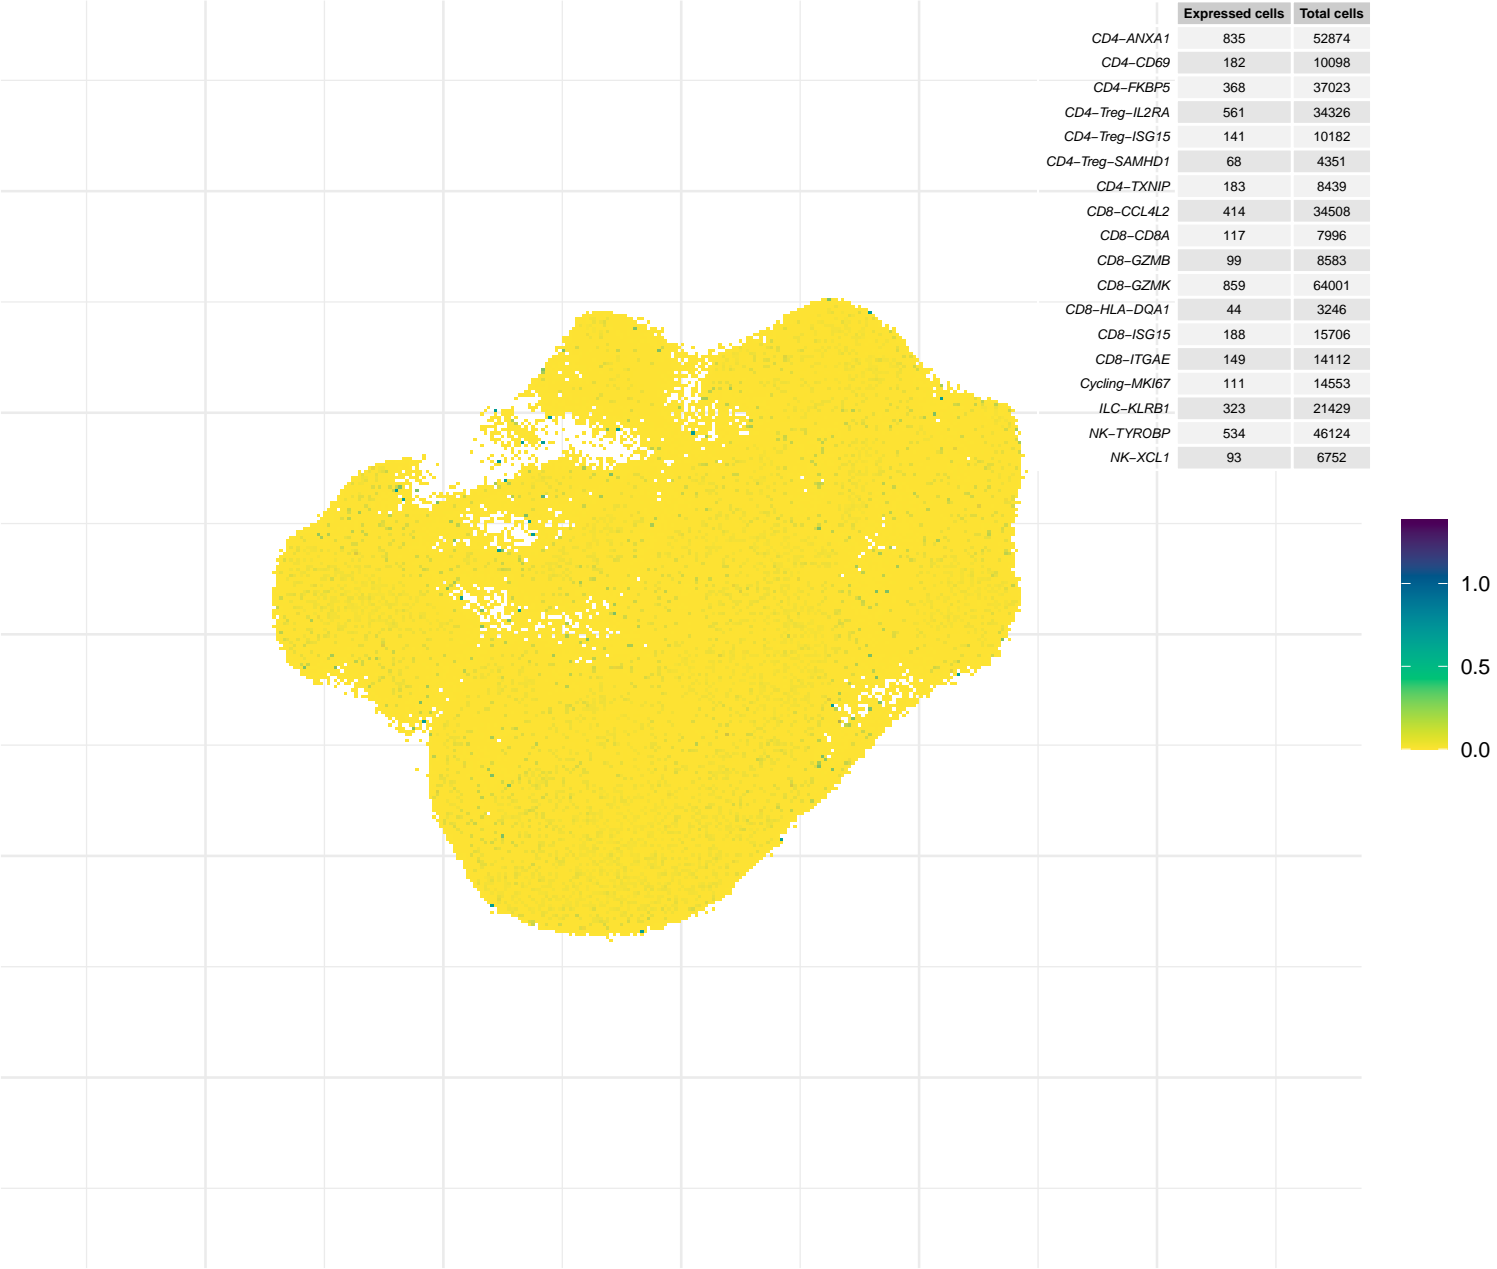 Expressed cells Total cells
CD4−ANXA1 835 52874
CD4−CD69 182 10098
CD4−FKBP5 368 37023
CD4−Treg−IL2RA 561 34326
CD4−Treg−ISG15 141 10182
CD4−Treg−SAMHD1 68 4351
CD4−TXNIP 183 8439
CD8−CCL4L2 414 34508
CD8−CD8A 117 7996
CD8−GZMB 99 8583
CD8−GZMK 859 64001
CD8−HLA−DQA1 44 3246
CD8−ISG15 188 15706
CD8−ITGAE 149 14112
Cycling−MKI67 111 14553
ILC−KLRB1 323 21429
NK−TYROBP 534 46124
NK−XCL1 93 6752
1.0
0.5
0.0